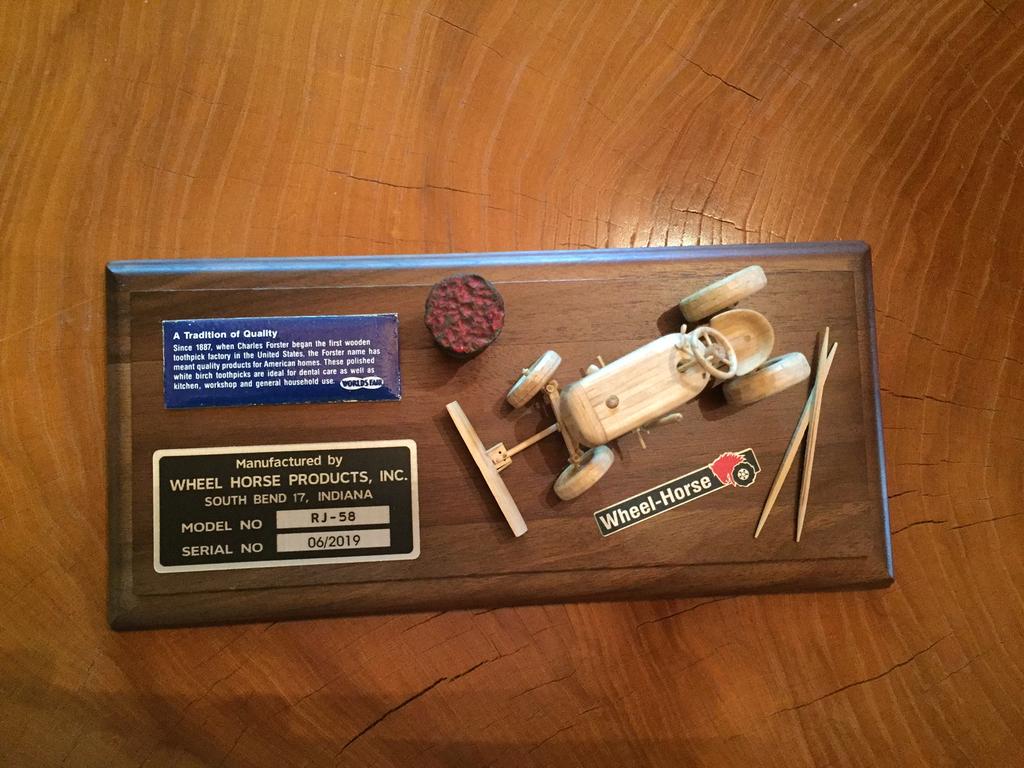 A Tradition of Quality
Since 1887, when Charles Forster began the first wooden
toothpick factory in the United States, the Forster name has
meant quality products for American homes. These polished
white birch toothpicks are ideal for dental care as well as
kitchen, workshop and general household use.
WORLDS FAIR
Manufactured by
WHEEL HORSE PRODUCTS, INC.
SOUTH BEND 17, INDIANA
MODEL NO RJ-58
SERIAL NO 06/2019
Wheel-Horse